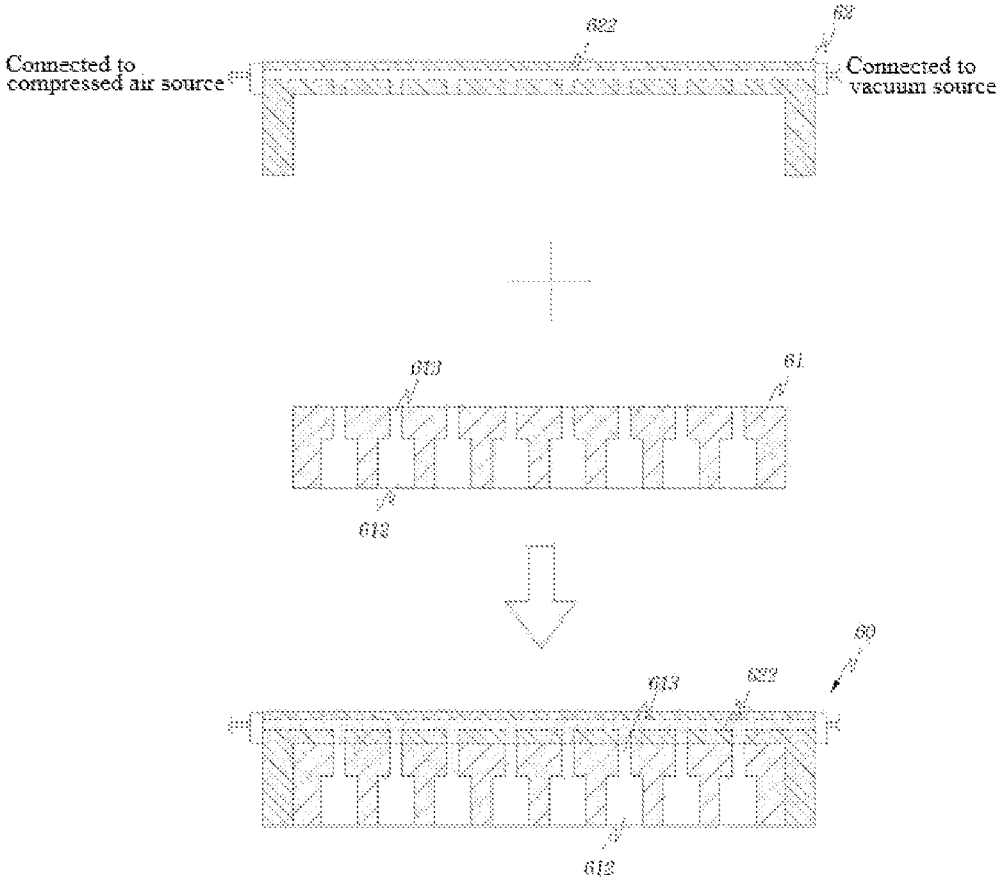 622
62
Connected to
compressed air source
Connected to
vacuum source
613
61
612
60
613
622
612